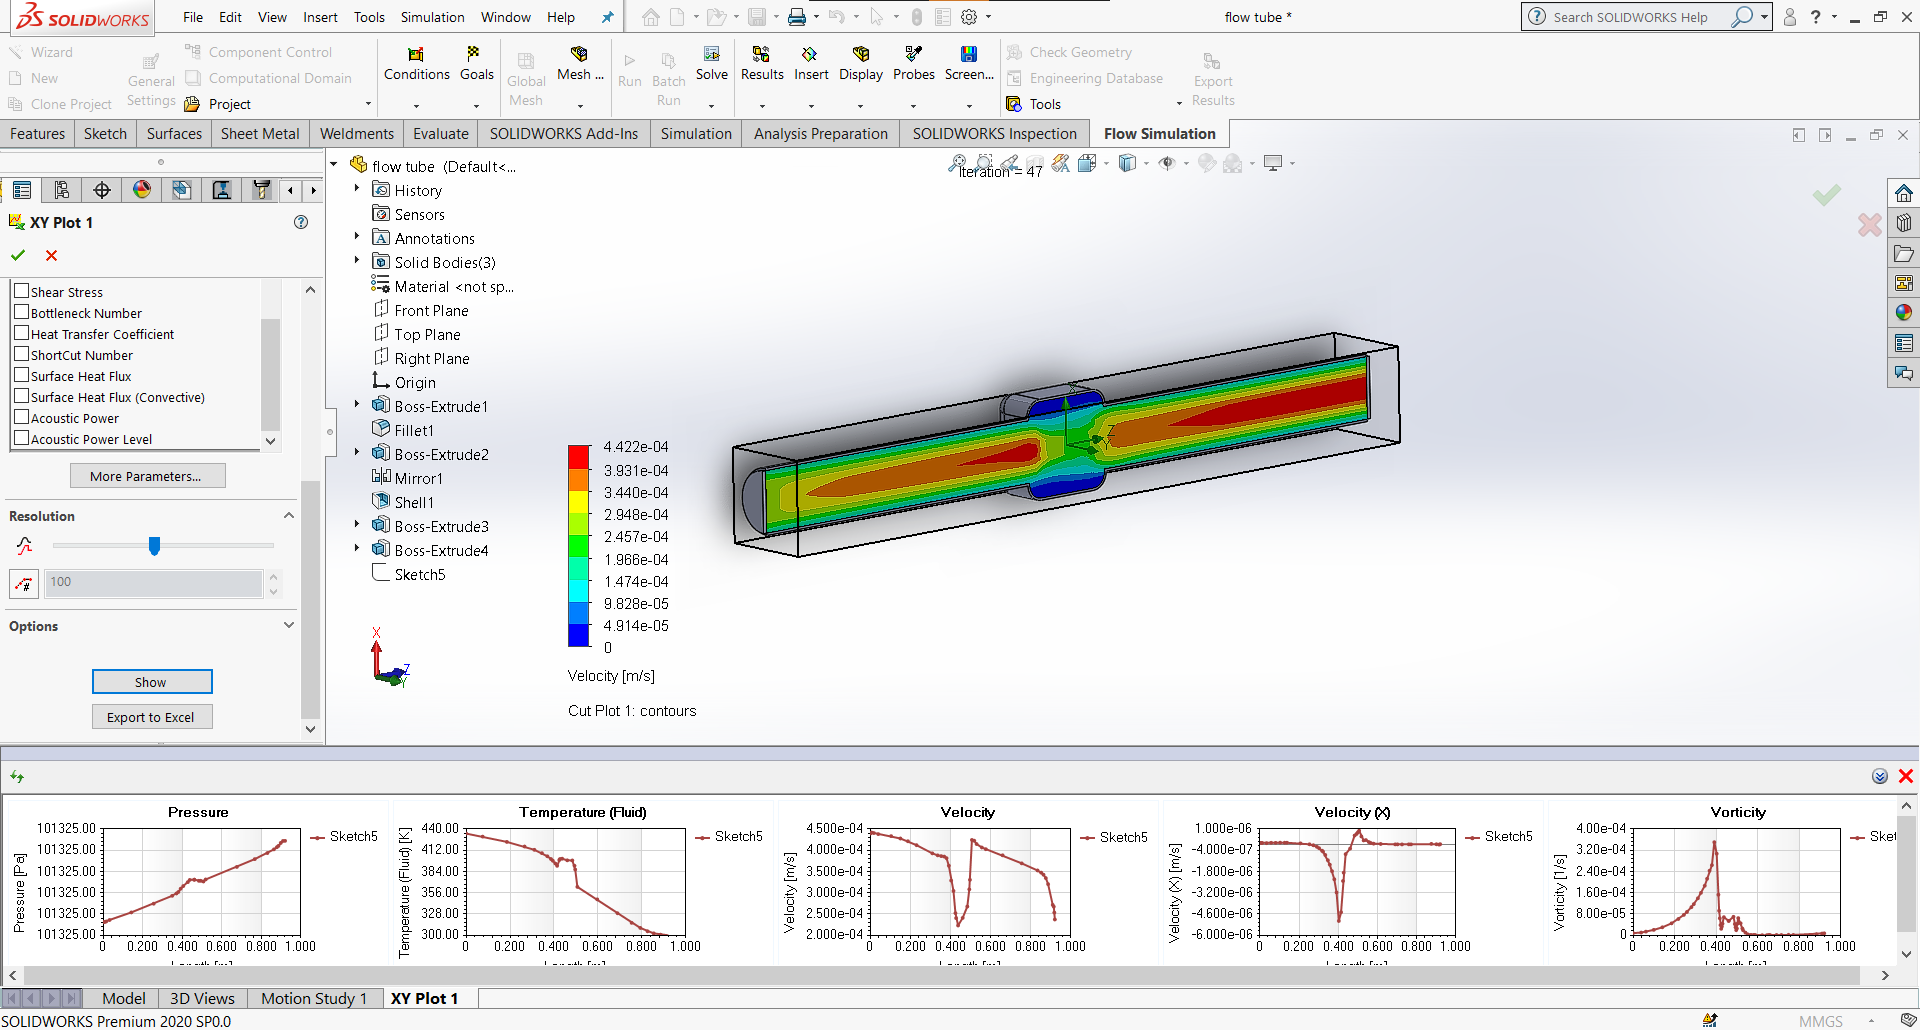 SOLIDWORKS
File Edit View Insert Tools Simulation Window Help
flow tube *
Search SOLIDWORKS Help
Wizard
New
Clone Project
General Settings
Component Control
Computational Domain
Project
Conditions
Goals
Global Mesh
Mesh ...
Run
Batch Run
Solve
Results
Insert
Display
Probes
Screen...
Check Geometry
Engineering Database
Tools
Export Results
Features Sketch Surfaces Sheet Metal Weldments Evaluate SOLIDWORKS Add-Ins Simulation Analysis Preparation SOLIDWORKS Inspection Flow Simulation
XY Plot 1
Shear Stress
Bottleneck Number
Heat Transfer Coefficient
ShortCut Number
Surface Heat Flux
Surface Heat Flux (Convective)
Acoustic Power
Acoustic Power Level
More Parameters...
Resolution
100
Options
Show
Export to Excel
flow tube (Default<...
History
Sensors
Annotations
Solid Bodies(3)
Material <not sp...
Front Plane
Top Plane
Right Plane
Origin
Boss-Extrude1
Fillet1
Boss-Extrude2
Mirror1
Shell1
Boss-Extrude3
Boss-Extrude4
Sketch5
Iteration = 47
4.422e-04
3.931e-04
3.440e-04
2.948e-04
2.457e-04
1.966e-04
1.474e-04
9.828e-05
4.914e-05
0
Velocity [m/s]
Cut Plot 1: contours
X
Z
Y
Pressure
101325.00
101325.00
101325.00
101325.00
101325.00
101325.00
Pressure [Pa]
0 0.200 0.400 0.600 0.800 1.000
Sketch5
Temperature (Fluid)
440.00
412.00
384.00
356.00
328.00
300.00
Temperature (Fluid) [K]
0 0.200 0.400 0.600 0.800 1.000
Sketch5
Velocity
4.500e-04
4.000e-04
3.500e-04
3.000e-04
2.500e-04
2.000e-04
Velocity [m/s]
0 0.200 0.400 0.600 0.800 1.000
Sketch5
Velocity (X)
1.000e-06
-4.000e-07
-1.800e-06
-3.200e-06
-4.600e-06
-6.000e-06
Velocity (X) [m/s]
0 0.200 0.400 0.600 0.800 1.000
Sketch5
Vorticity
4.00e-04
3.20e-04
2.40e-04
1.60e-04
8.00e-05
0
Vorticity [1/s]
0 0.200 0.400 0.600 0.800 1.000
Sket
Model 3D Views Motion Study 1 XY Plot 1
SOLIDWORKS Premium 2020 SP0.0
MMGS